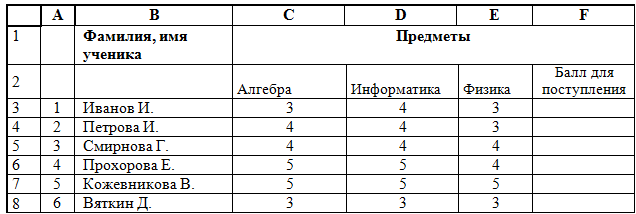 A B C D E F
1 Фамилия, имя Предметы
ученика
2 Алгебра Информатика Физика Балл для
поступления
3 1 Иванов И. 3 4 3
4 2 Петрова И. 4 4 3
5 3 Смирнова Г. 4 4 4
6 4 Прохорова Е. 5 5 4
7 5 Кожевникова В. 5 5 5
8 6 Вяткин Д. 3 3 3